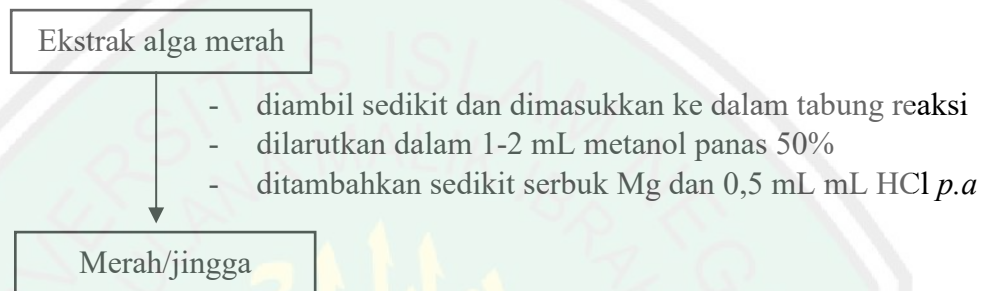 Ekstrak alga merah
- diambil sedikit dan dimasukkan ke dalam tabung reaksi
- dilarutkan dalam 1-2 mL metanol panas 50%
- ditambahkan sedikit serbuk Mg dan 0,5 mL mL HCl p.a
Merah/jingga